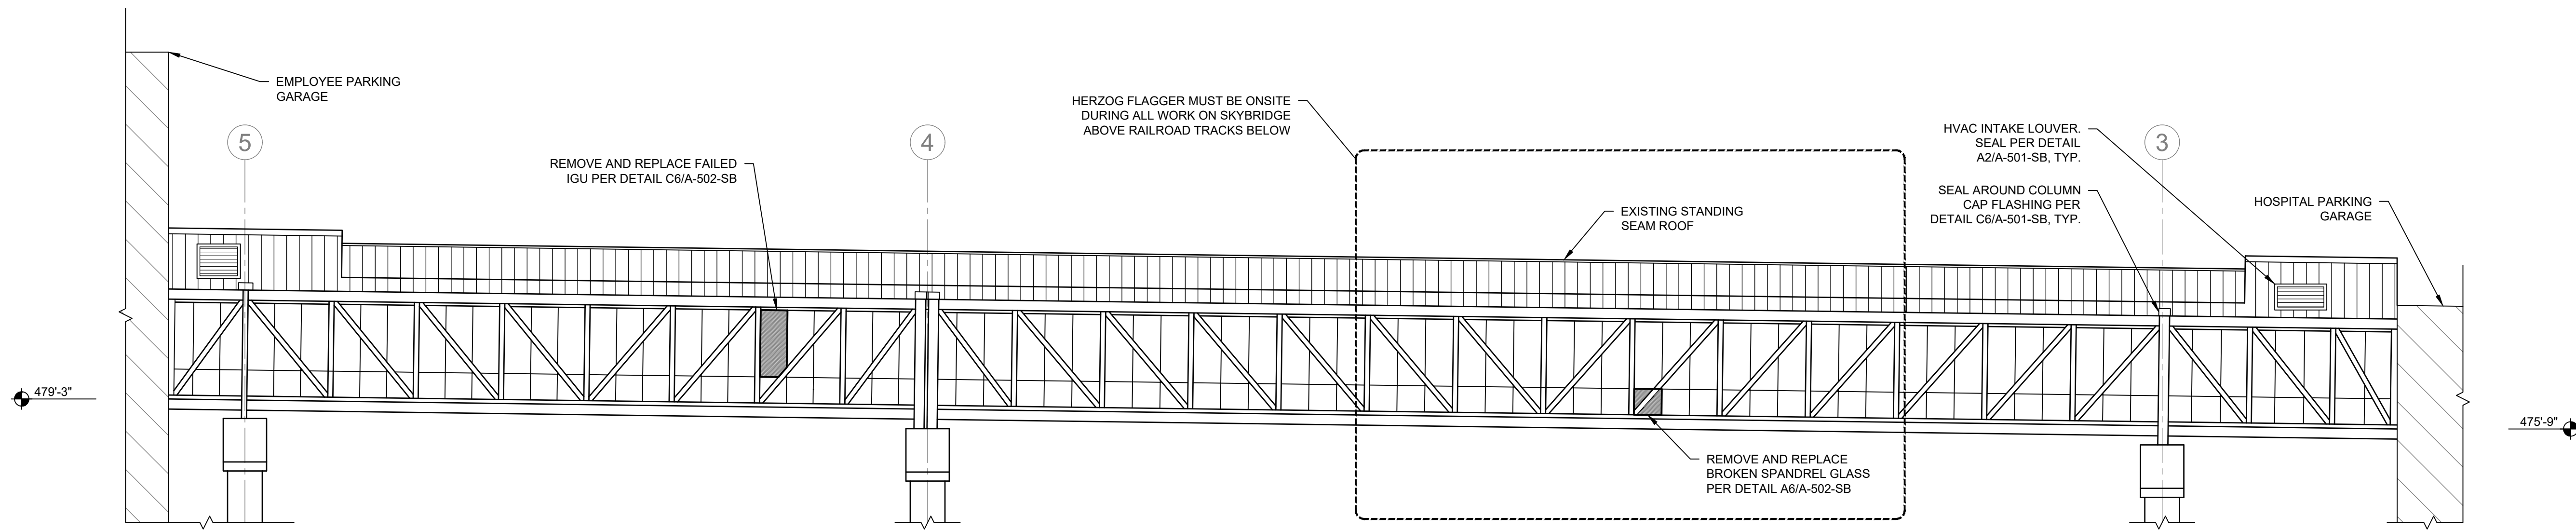 EMPLOYEE PARKING
GARAGE
5
REMOVE AND REPLACE FAILED
IGU PER DETAIL C6/A-502-SB
4
HERZOG FLAGGER MUST BE ONSITE
DURING ALL WORK ON SKYBRIDGE
ABOVE RAILROAD TRACKS BELOW
EXISTING STANDING
SEAM ROOF
HVAC INTAKE LOUVER.
SEAL PER DETAIL
A2/A-501-SB, TYP.
SEAL AROUND COLUMN
CAP FLASHING PER
DETAIL C6/A-501-SB, TYP.
3
HOSPITAL PARKING
GARAGE
479'-3"
475'-9"
REMOVE AND REPLACE
BROKEN SPANDREL GLASS
PER DETAIL A6/A-502-SB